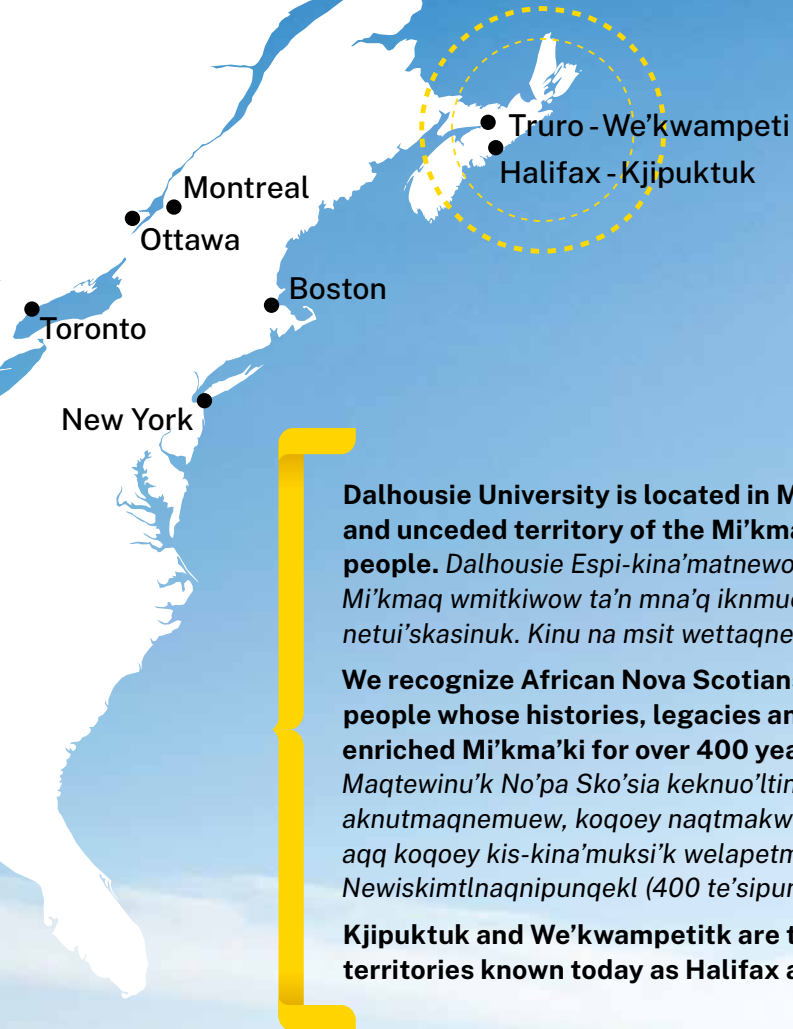 Truro - We’kwampeti
Halifax - Kjipuktuk
Montreal
Ottawa
Boston
Toronto
New York
Dalhousie University is located in M
and unceded territory of the Mi’kma
people. Dalhousie Espi-kina’matnewo
Mi’kmaq wmitkiwow ta’n mna’q iknmu
netui’skasinuk. Kinu na msit wettaqne
We recognize African Nova Scotians
people whose histories, legacies an
enriched Mi’kma’ki for over 400 yea
Maqtewinu’k No’pa Sko’sia keknuo’ltin
aknutmaqnemuew, koqoey naqtmakw
aqq koqoey kis-kina’muksi’k welapetm
Newiskimtlnaqnipunqekl (400 te’sipun
Kjipuktuk and We’kwampetitk are t
territories known today as Halifax a